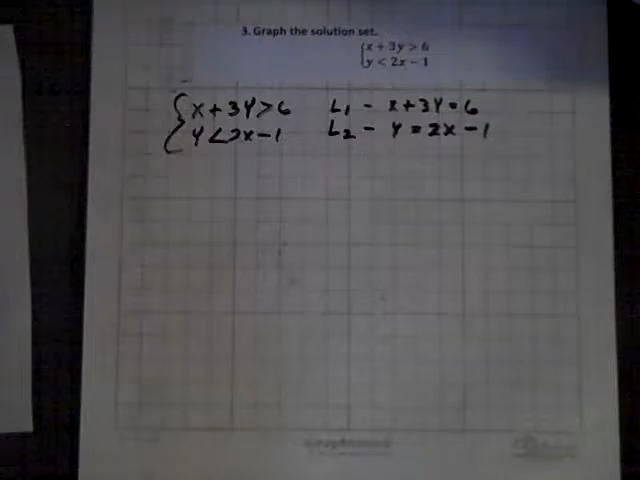 3. Graph the solution set.
{x + 3y > 6
y < 2x - 1
{ x + 3y > 6 L1 - x + 3y = 6
y < 2x - 1 L2 - y = 2x - 1